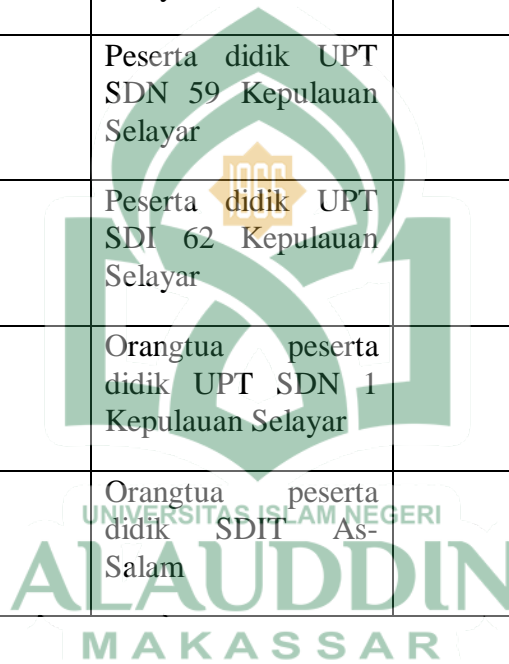 Peserta didik UPT
SDN 59 Kepulauan
Selayar
1965
Peserta didik UPT
SDI 62 Kepulauan
Selayar
Orangtua peserta
didik UPT SDN 1
Kepulauan Selayar
Orangtua peserta
UNIVERSITAS ISLAM NEGERI
didik SDIT As-
Salam
ALAUDDIN
MAKASSAR